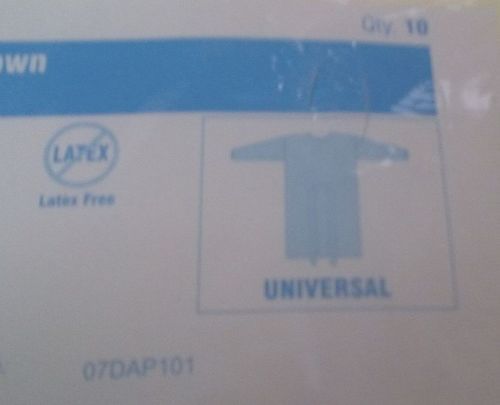 Qty. 10
own
LATEX
Latex Free
UNIVERSAL
07DAP101